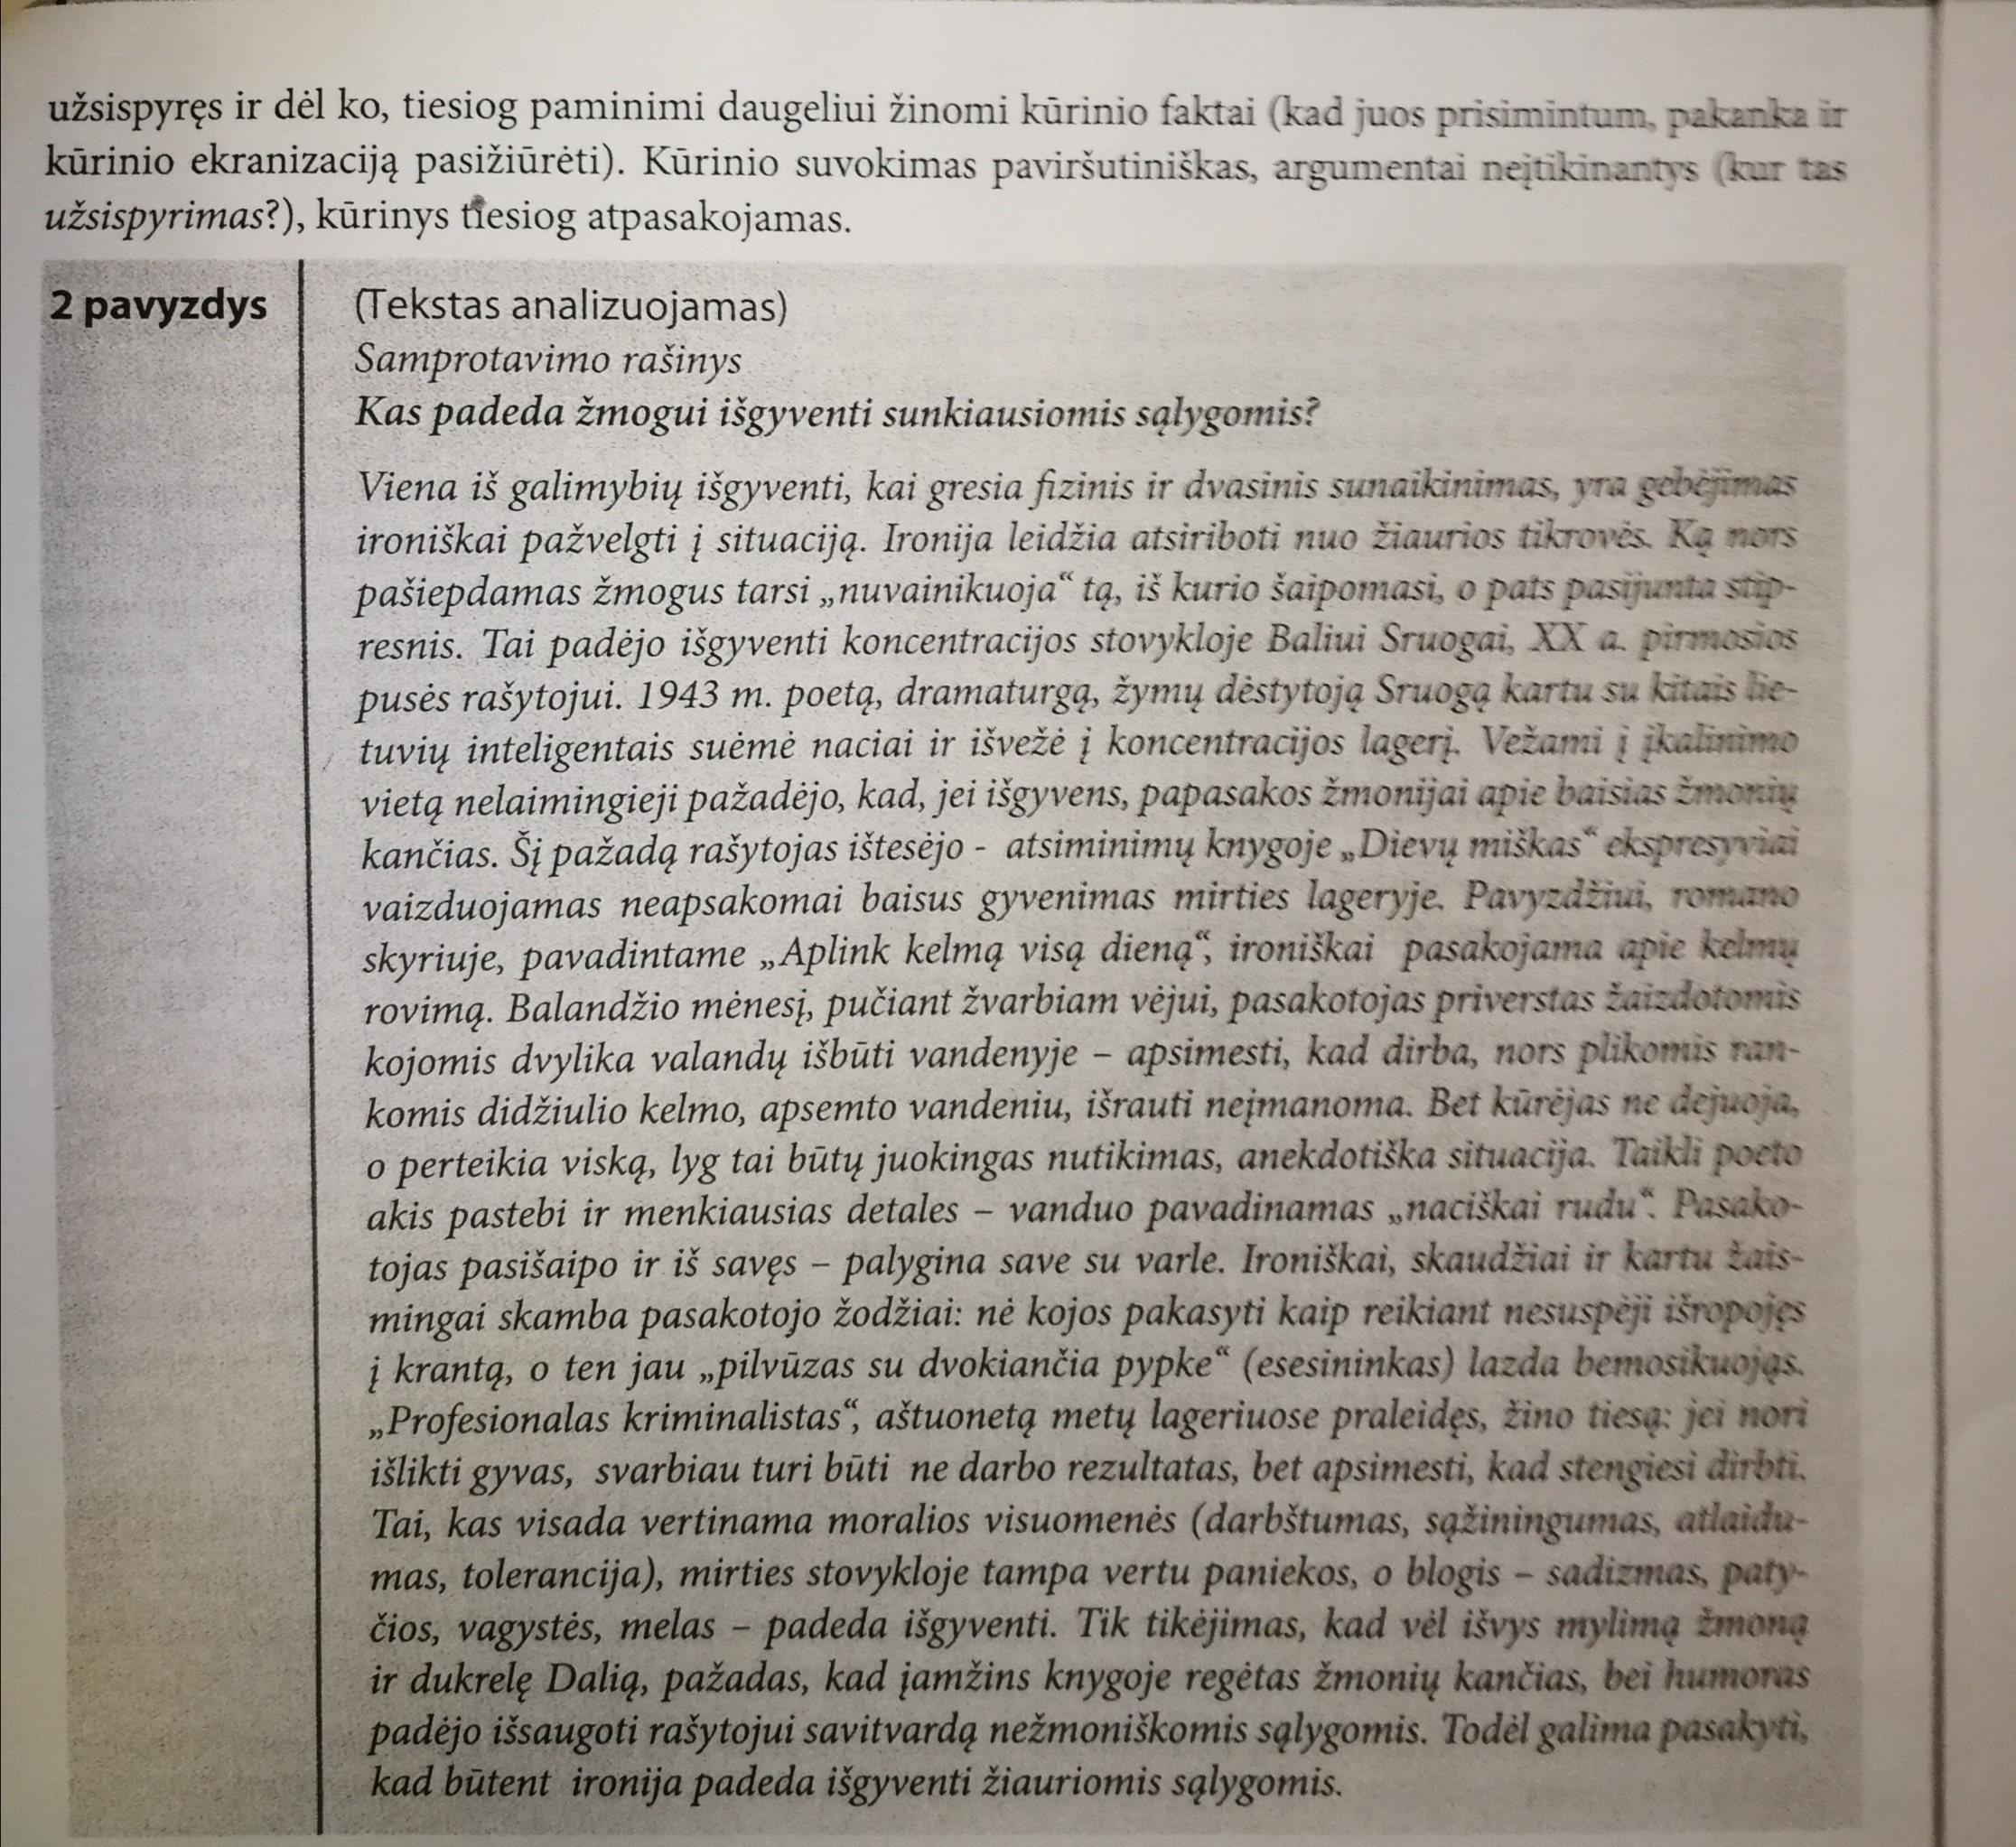 užsispyręs ir dėl ko, tiesiog paminimi daugeliui žinomi kūrinio faktai (kad juos prisimintum, pakanka ir
kūrinio ekranizaciją pasižiūrėti). Kūrinio suvokimas paviršutiniškas, argumentai neįtikinantys (kur tas
užsispyrimas?), kūrinys tiesiog atpasakojamas.
2 pavyzdys
(Tekstas analizuojamas)
Samprotavimo rašinys
Kas padeda žmogui išgyventi sunkiausiomis sąlygomis?
Viena iš galimybių išgyventi, kai gresia fizinis ir dvasinis sunaikinimas, yra gebėjimas
ironiškai pažvelgti į situaciją. Ironija leidžia atsiriboti nuo žiaurios tikrovės. Ką nors
pašiepdamas žmogus tarsi „nuvainikuoja“ tą, iš kurio šaipomasi, o pats pasijunta stip-
resnis. Tai padėjo išgyventi koncentracijos stovykloje Baliui Sruogai, XX a. pirmosios
pusės rašytojui. 1943 m. poetą, dramaturgą, žymų dėstytoją Sruogą kartu su kitais lie-
tuvių inteligentais suėmė naciai ir išvežė į koncentracijos lagerį. Vežami į įkalinimo
vietą nelaimingieji pažadėjo, kad, jei išgyvens, papasakos žmonijai apie baisias žmonių
kančias. Šį pažadą rašytojas ištesėjo - atsiminimų knygoje „Dievų miškas“ ekspresyviai
vaizduojamas neapsakomai baisus gyvenimas mirties lageryje. Pavyzdžiui, romano
skyriuje, pavadintame „Aplink kelmą visą dieną“, ironiškai pasakojama apie kelmų
rovimą. Balandžio mėnesį, pučiant žvarbiam vėjui, pasakotojas priverstas žaizdotomis
kojomis dvylika valandų išbūti vandenyje – apsimesti, kad dirba, nors plikomis ran-
komis didžiulio kelmo, apsemto vandeniu, išrauti neįmanoma. Bet kūrėjas ne dejuoja,
o perteikia viską, lyg tai būtų juokingas nutikimas, anekdotiška situacija. Taikli poeto
akis pastebi ir menkiausias detales – vanduo pavadinamas „naciškai rudu“. Pasako-
tojas pasišaipo ir iš savęs – palygina save su varle. Ironiškai, skaudžiai ir kartu žais-
mingai skamba pasakotojo žodžiai: nė kojos pakasyti kaip reikiant nesuspėji išropojęs
į krantą, o ten jau „pilvūzas su dvokiančia pypke“ (esesininkas) lazda bemosikuojąs.
„Profesionalas kriminalistas“, aštuonetą metų lageriuose praleidęs, žino tiesą: jei nori
išlikti gyvas, svarbiau turi būti ne darbo rezultatas, bet apsimesti, kad stengiesi dirbti.
Tai, kas visada vertinama moralios visuomenės (darbštumas, sąžiningumas, atlaidu-
mas, tolerancija), mirties stovykloje tampa vertu paniekos, o blogis – sadizmas, paty-
čios, vagystės, melas – padeda išgyventi. Tik tikėjimas, kad vėl išvys mylimą žmoną
ir dukrelę Dalią, pažadas, kad įamžins knygoje regėtas žmonių kančias, bei humoras
padėjo išsaugoti rašytojui savitvardą nežmoniškomis sąlygomis. Todėl galima pasakyti,
kad būtent ironija padeda išgyventi žiauriomis sąlygomis.